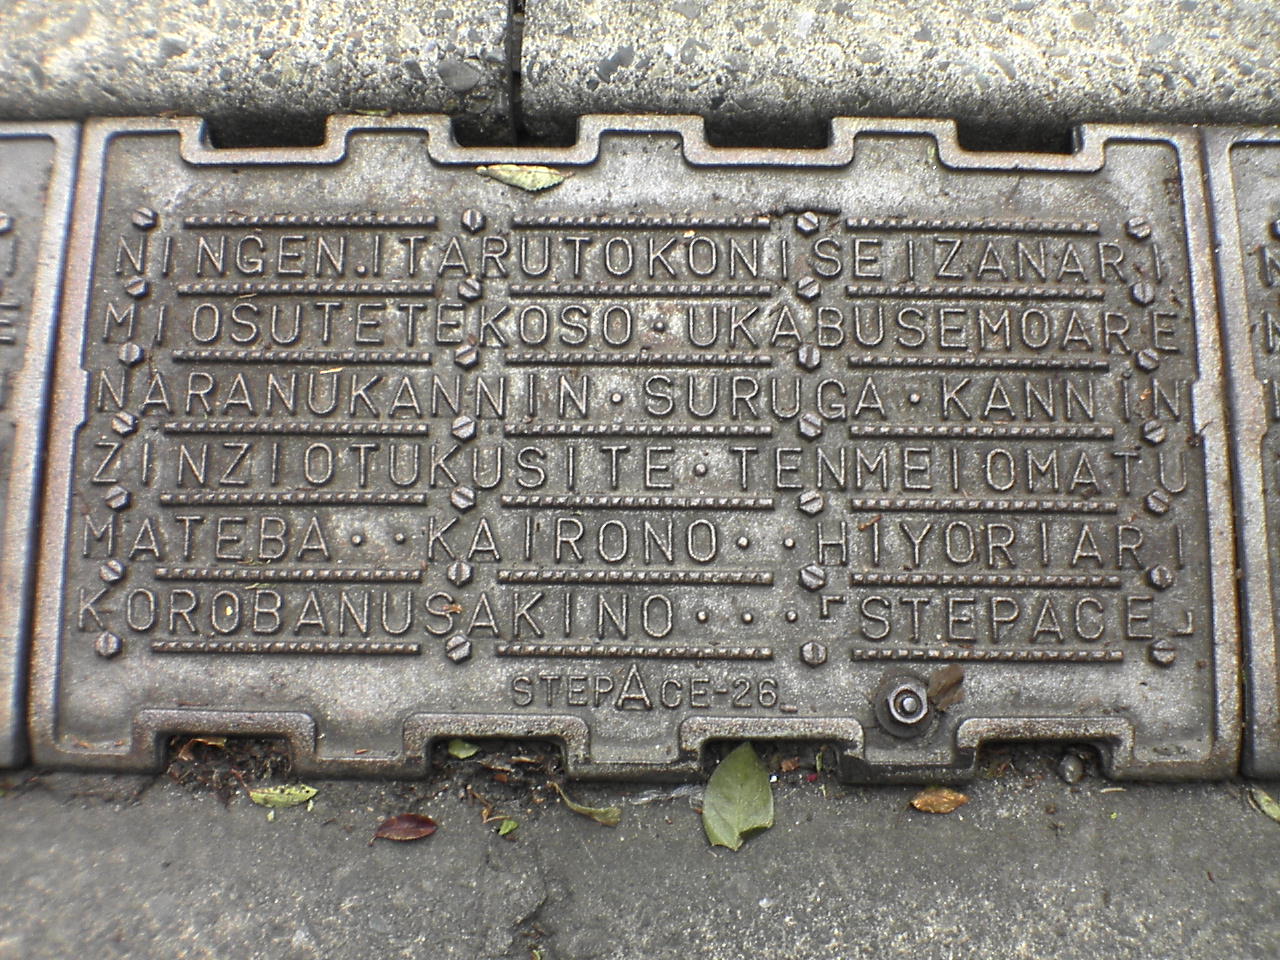 NINGEN.ITARUTOKONISEIZANARI
MIOSUTETEKOSO・UKABUSEMOARE
NARANUKANNIN・SURUGA・KANNIN
ZINZIOTUKUSITE・TENMEIOMATU
MATEBA・・KAIRONO・・HIYORIARI
KOROBANUSAKINO・・・「STEPACE」
STEPACE-26